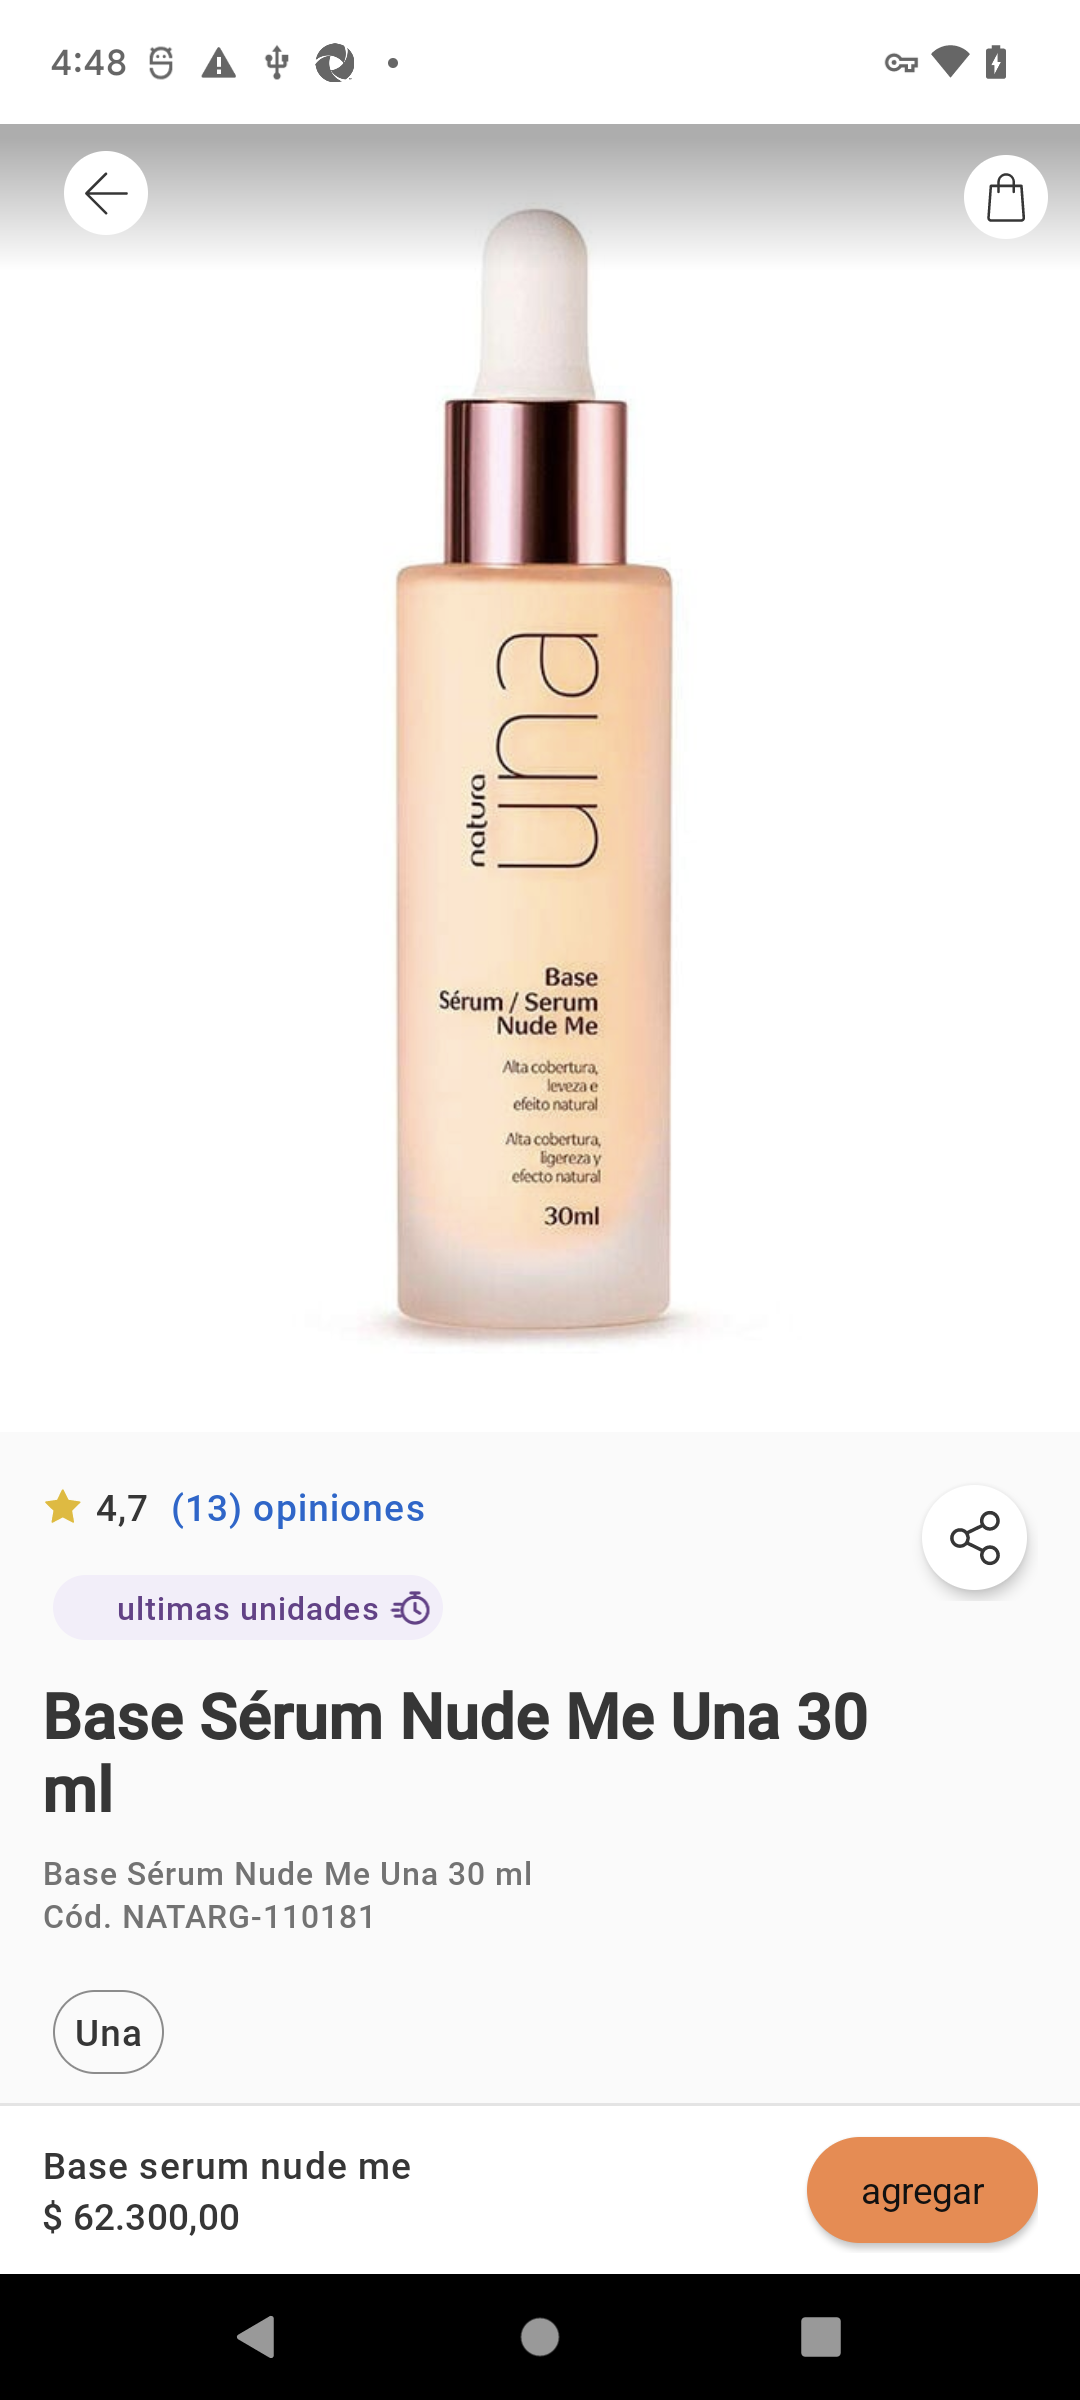 4:48
una
natura
Base
Sérum / Serum
Nude Me
Alta cobertura,
leveza e
efeito natural
Alta cobertura,
ligereza y
efecto natural
30ml
4,7 (13) opiniones
ultimas unidades
Base Sérum Nude Me Una 30
ml
Base Sérum Nude Me Una 30 ml
Cód. NATARG-110181
Una
Base serum nude me
$ 62.300,00
agregar